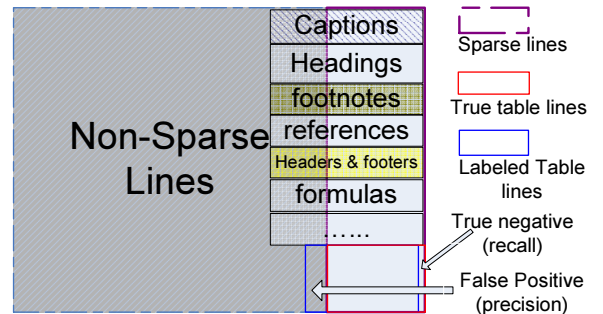 Captions
Headings
footnotes
references
Headers & footers
formulas
…...
Non-Sparse
Lines
Sparse lines
True table lines
Labeled Table
lines
True negative
(recall)
False Positive
(precision)